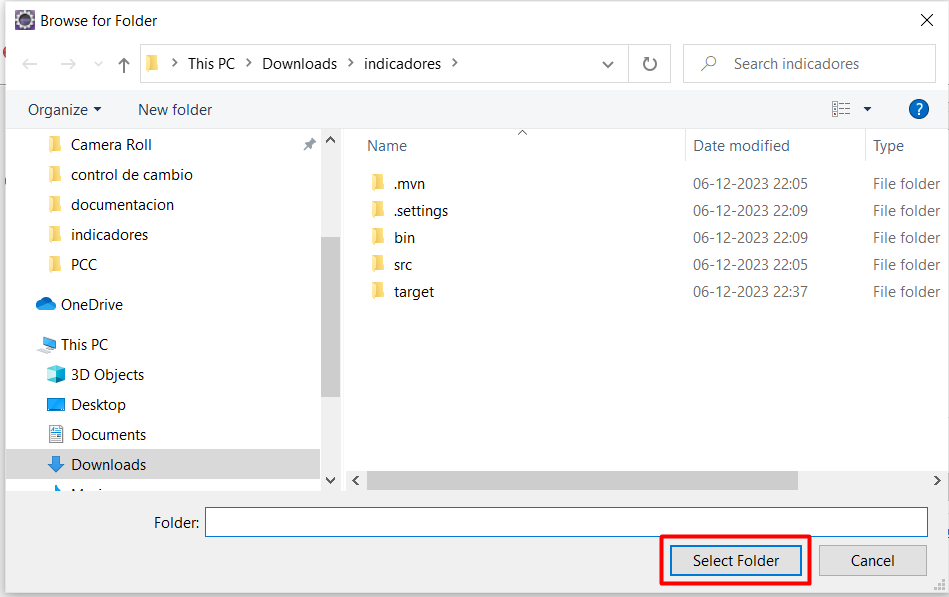 Browse for Folder
This PC > Downloads > indicadores >
Search indicadores
Organize
New folder
?
Camera Roll
control de cambio
documentacion
indicadores
PCC
OneDrive
This PC
3D Objects
Desktop
Documents
Downloads
Name Date modified Type
.mvn 06-12-2023 22:05 File folder
.settings 06-12-2023 22:09 File folder
bin 06-12-2023 22:09 File folder
src 06-12-2023 22:05 File folder
target 06-12-2023 22:37 File folder
Folder:
Select Folder
Cancel